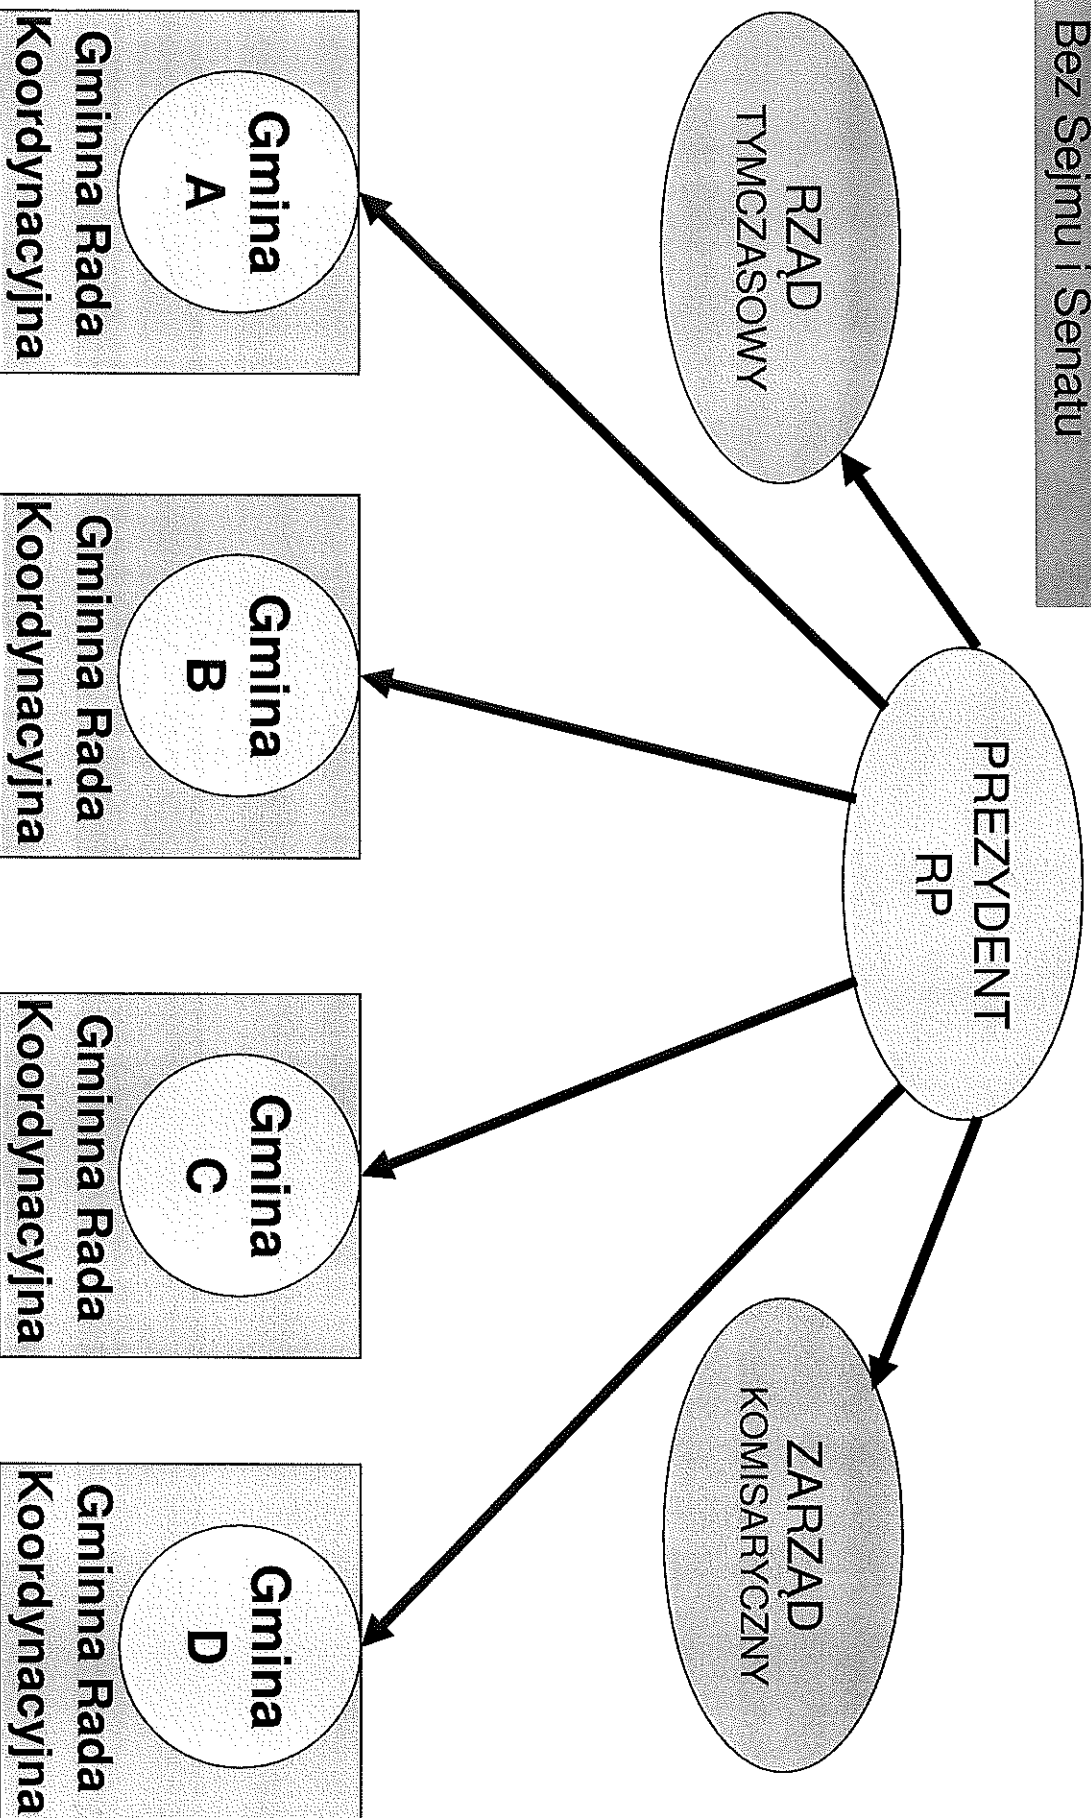 Bez Sejmu i Senatu
PREZYDENT
RP
RZĄD
TYMCZASOWY
ZARZĄD
KOMISARYCZNY
Gmina
A
Gminna Rada
Koordynacyjna
Gmina
B
Gminna Rada
Koordynacyjna
Gmina
C
Gminna Rada
Koordynacyjna
Gmina
D
Gminna Rada
Koordynacyjna